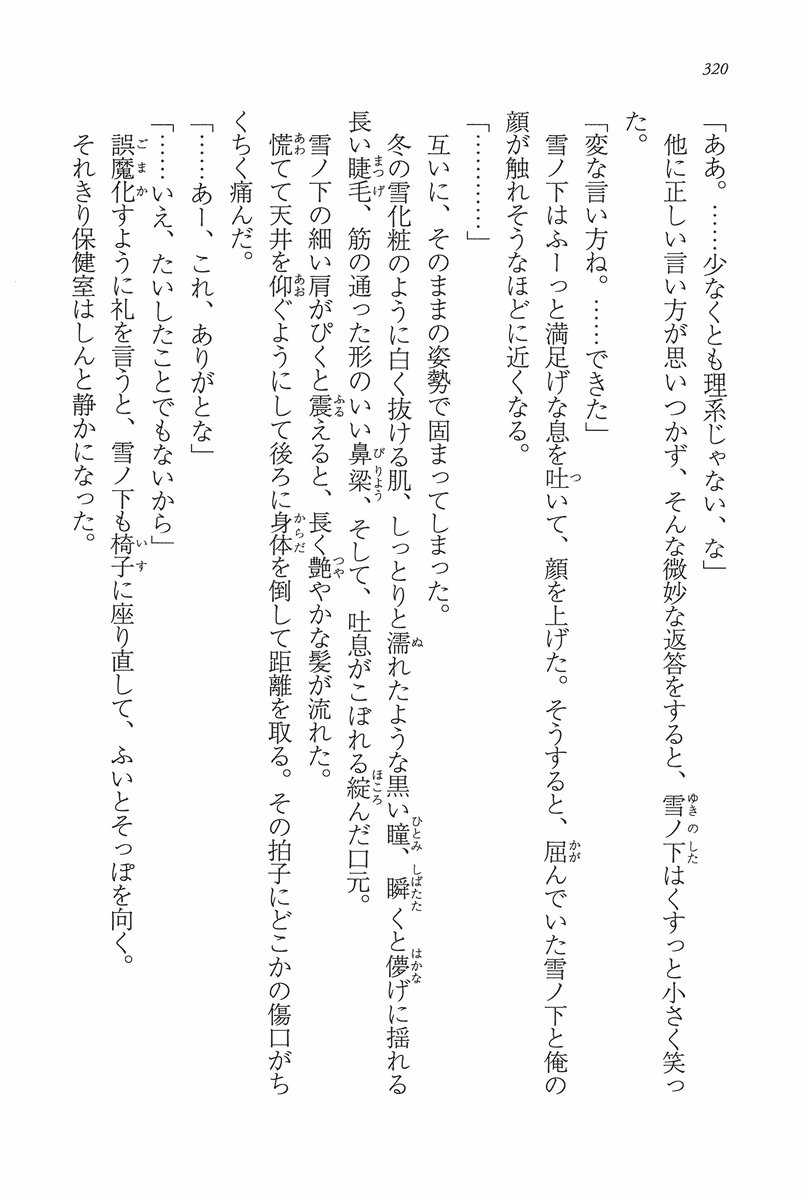 320
「ああ。……少なくとも理系じゃない、な」
他に正しい言い方が思いつかず、そんな微妙な返答をすると、雪ノ下はくすっと小さく笑っ
た。
「変な言い方ね。……できた」
雪ノ下はふーっと満足げな息を吐いて、顔を上げた。そうすると、屈んでいた雪ノ下と俺の
顔が触れそうなほどに近くなる。
「…………」
互いに、そのままの姿勢で固まってしまった。
冬の雪化粧のように白く抜ける肌、しっとりと濡れたような黒い瞳、瞬くと儚げに揺れる
長い睫毛、筋の通った形のいい鼻梁、そして、吐息がこぼれる綻んだ口元。
雪ノ下の細い肩がぴくと震えると、長く艶やかな髪が流れた。
慌てて天井を仰ぐようにして後ろに身体を倒して距離を取る。その拍子にどこかの傷口がち
くちく痛んだ。
「……あー、これ、ありがとな」
「……いえ、たいしたことでもないから」
誤魔化すように礼を言うと、雪ノ下も椅子に座り直して、ふいとそっぽを向く。
それきり保健室はしんと静かになった。